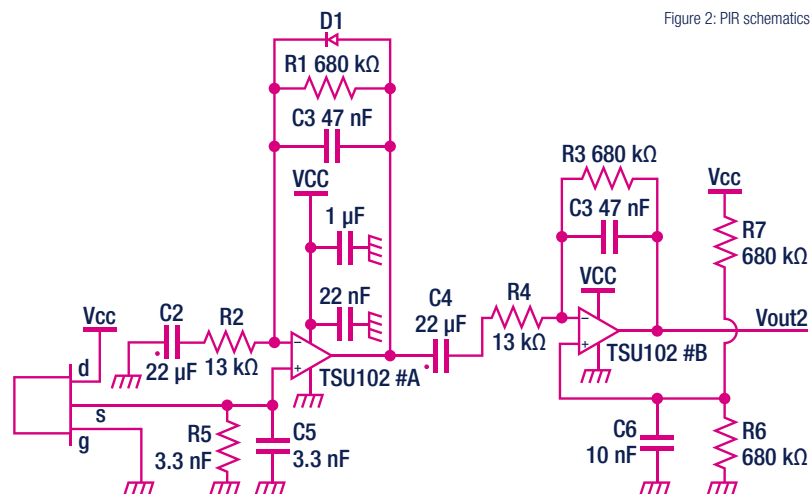 Figure 2: PIR schematics
D1
R1 680 kΩ
C3 47 nF
VCC
1 µF
22 nF
TSU102 #A
Vcc
C2
22 µF
R2
13 kΩ
d
s
g
R5
3.3 nF
C5
3.3 nF
C4
22 µF
R4
13 kΩ
R3 680 kΩ
C3 47 nF
VCC
TSU102 #B
Vcc
R7
680 kΩ
Vout2
C6
10 nF
R6
680 kΩ
−
+
−
+